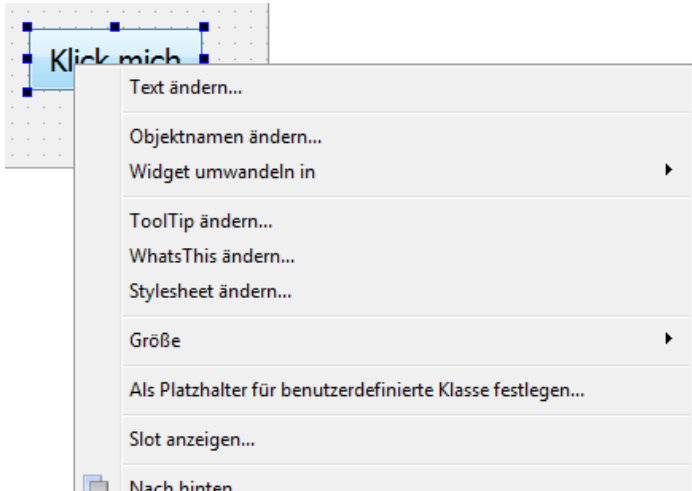 Klick mich
Text ändern...
Objektnamen ändern...
Widget umwandeln in
ToolTip ändern...
WhatsThis ändern...
Stylesheet ändern...
Größe
Als Platzhalter für benutzerdefinierte Klasse festlegen...
Slot anzeigen...
Nach hinten